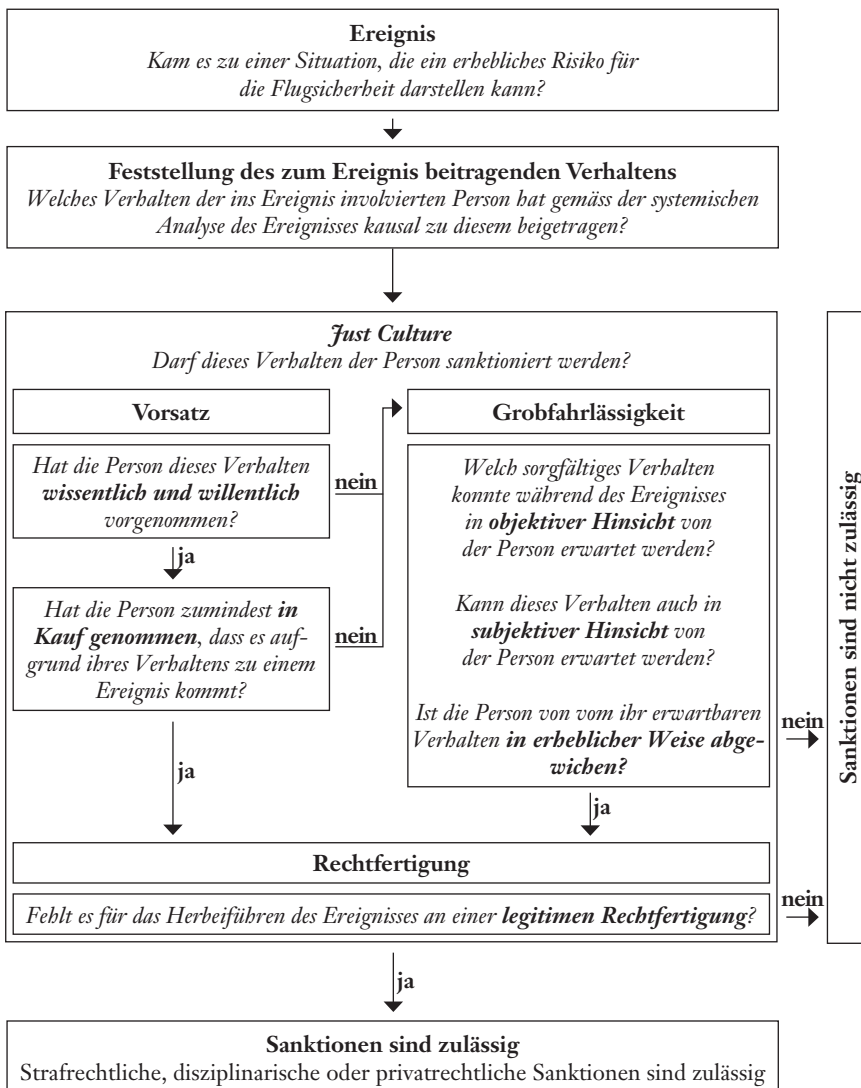 Ereignis
Kam es zu einer Situation, die ein erhebliches Risiko für
die Flugsicherheit darstellen kann?
Feststellung des zum Ereignis beitragenden Verhaltens
Welches Verhalten der ins Ereignis involvierten Person hat gemäss der systemischen
Analyse des Ereignisses kausal zu diesem beigetragen?
Just Culture
Darf dieses Verhalten der Person sanktioniert werden?
Vorsatz
Hat die Person dieses Verhalten
wissentlich und willentlich
vorgenommen?
nein
ja
Hat die Person zumindest in
Kauf genommen, dass es auf-
grund ihres Verhaltens zu einem
Ereignis kommt?
nein
ja
Grobfahrlässigkeit
Welch sorgfältiges Verhalten
konnte während des Ereignisses
in objektiver Hinsicht von
der Person erwartet werden?
Kann dieses Verhalten auch in
subjektiver Hinsicht von
der Person erwartet werden?
Ist die Person von vom ihr erwartbaren
Verhalten in erheblicher Weise abge-
wichen?
nein
ja
Rechtfertigung
Fehlt es für das Herbeiführen des Ereignisses an einer legitimen Rechtfertigung?
nein
Sanktionen sind nicht zulässig
ja
Sanktionen sind zulässig
Strafrechtliche, disziplinarische oder privatrechtliche Sanktionen sind zulässig